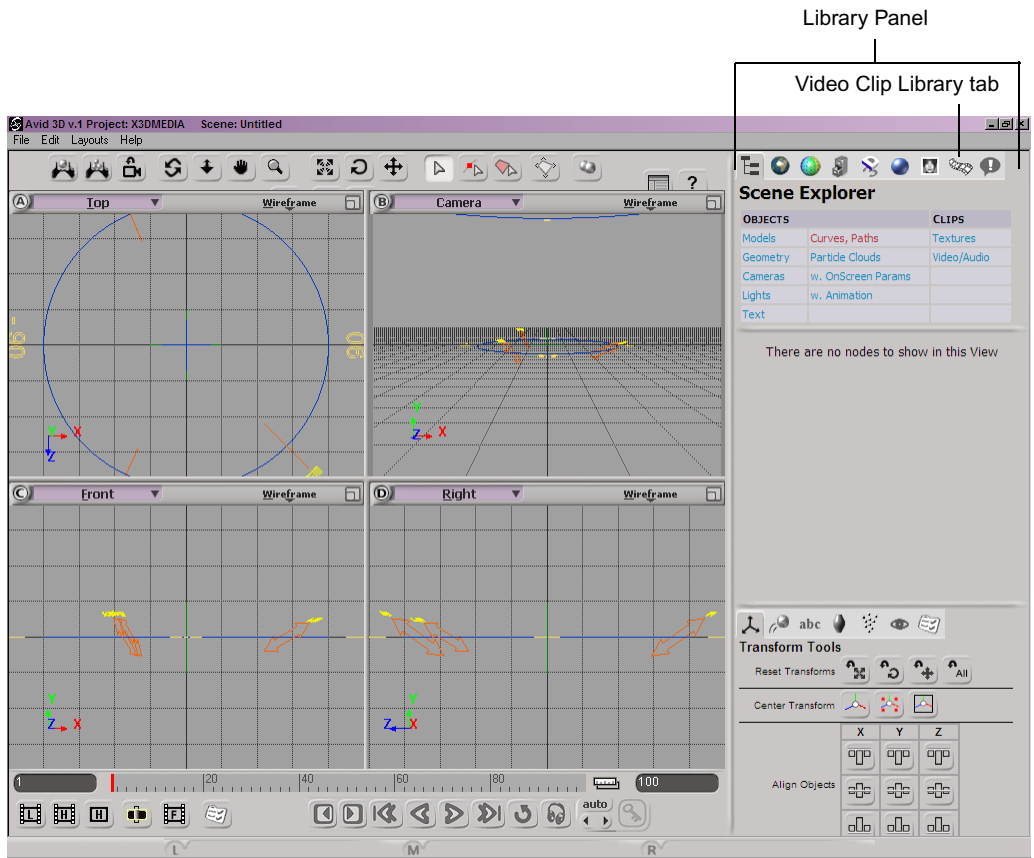 Library Panel
Video Clip Library tab
Avid 3D v.1 Project: X3DMEDIA Scene: Untitled
File Edit Layouts Help
?
Scene Explorer
OBJECTS CLIPS
Models Curves, Paths Textures
Geometry Particle Clouds Video/Audio
Cameras w. OnScreen Params
Lights w. Animation
Text
There are no nodes to show in this View
A Top Wireframe
B Camera Wireframe
Y X
Z
Y
Z X
C Front Wireframe
D Right Wireframe
Y
Z X
Y
Z X
abc
Transform Tools
Reset Transforms All
Center Transform
X Y Z
Align Objects
1 20 40 60 80 100
L H H F auto
L M R